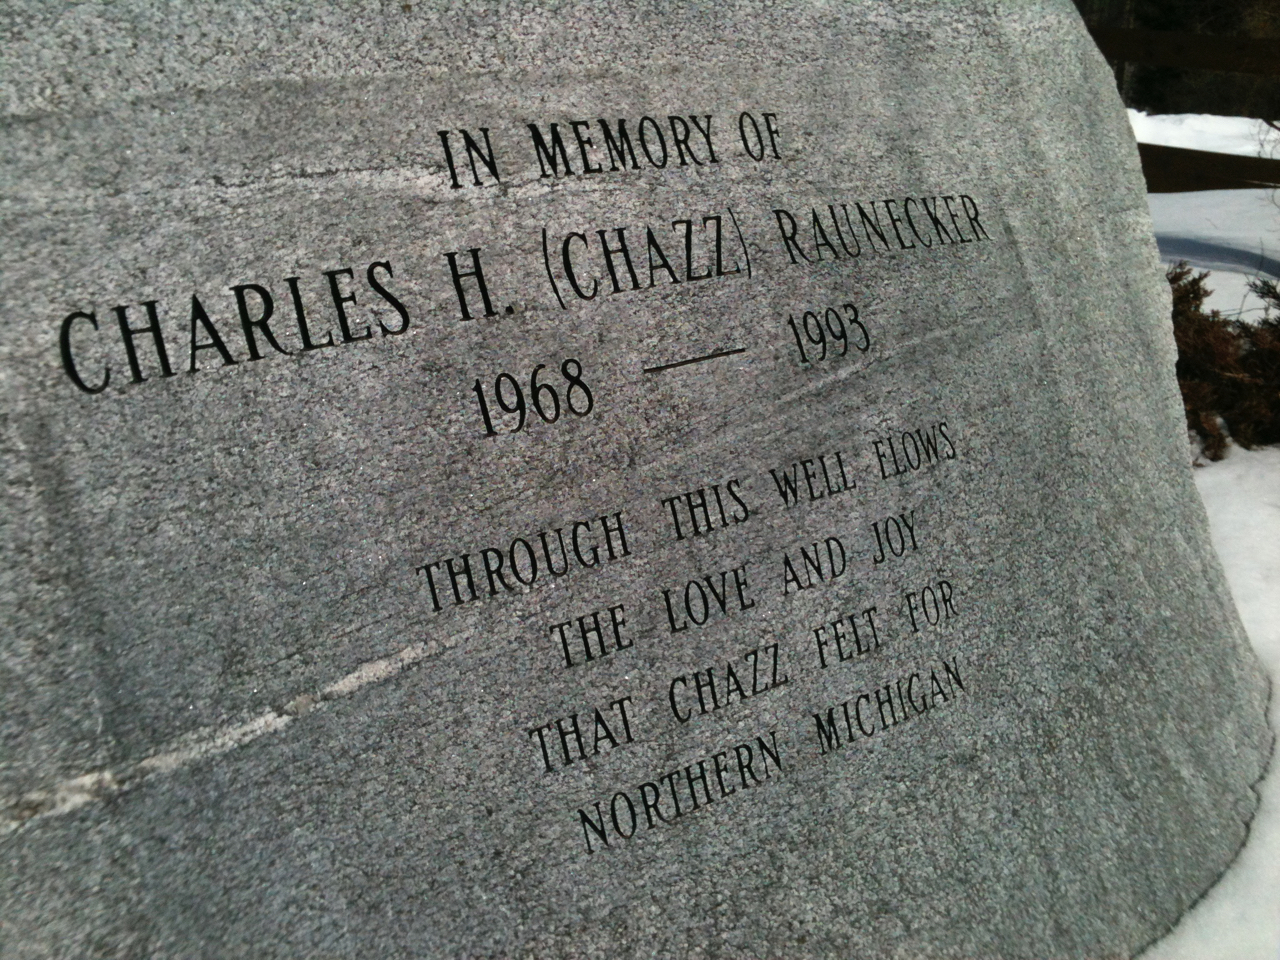 IN MEMORY OF
CHARLES H. (CHAZZ) RAUNECKER
1968 — 1993
THROUGH THIS WELL FLOWS
THE LOVE AND JOY
THAT CHAZZ FELT FOR
NORTHERN MICHIGAN